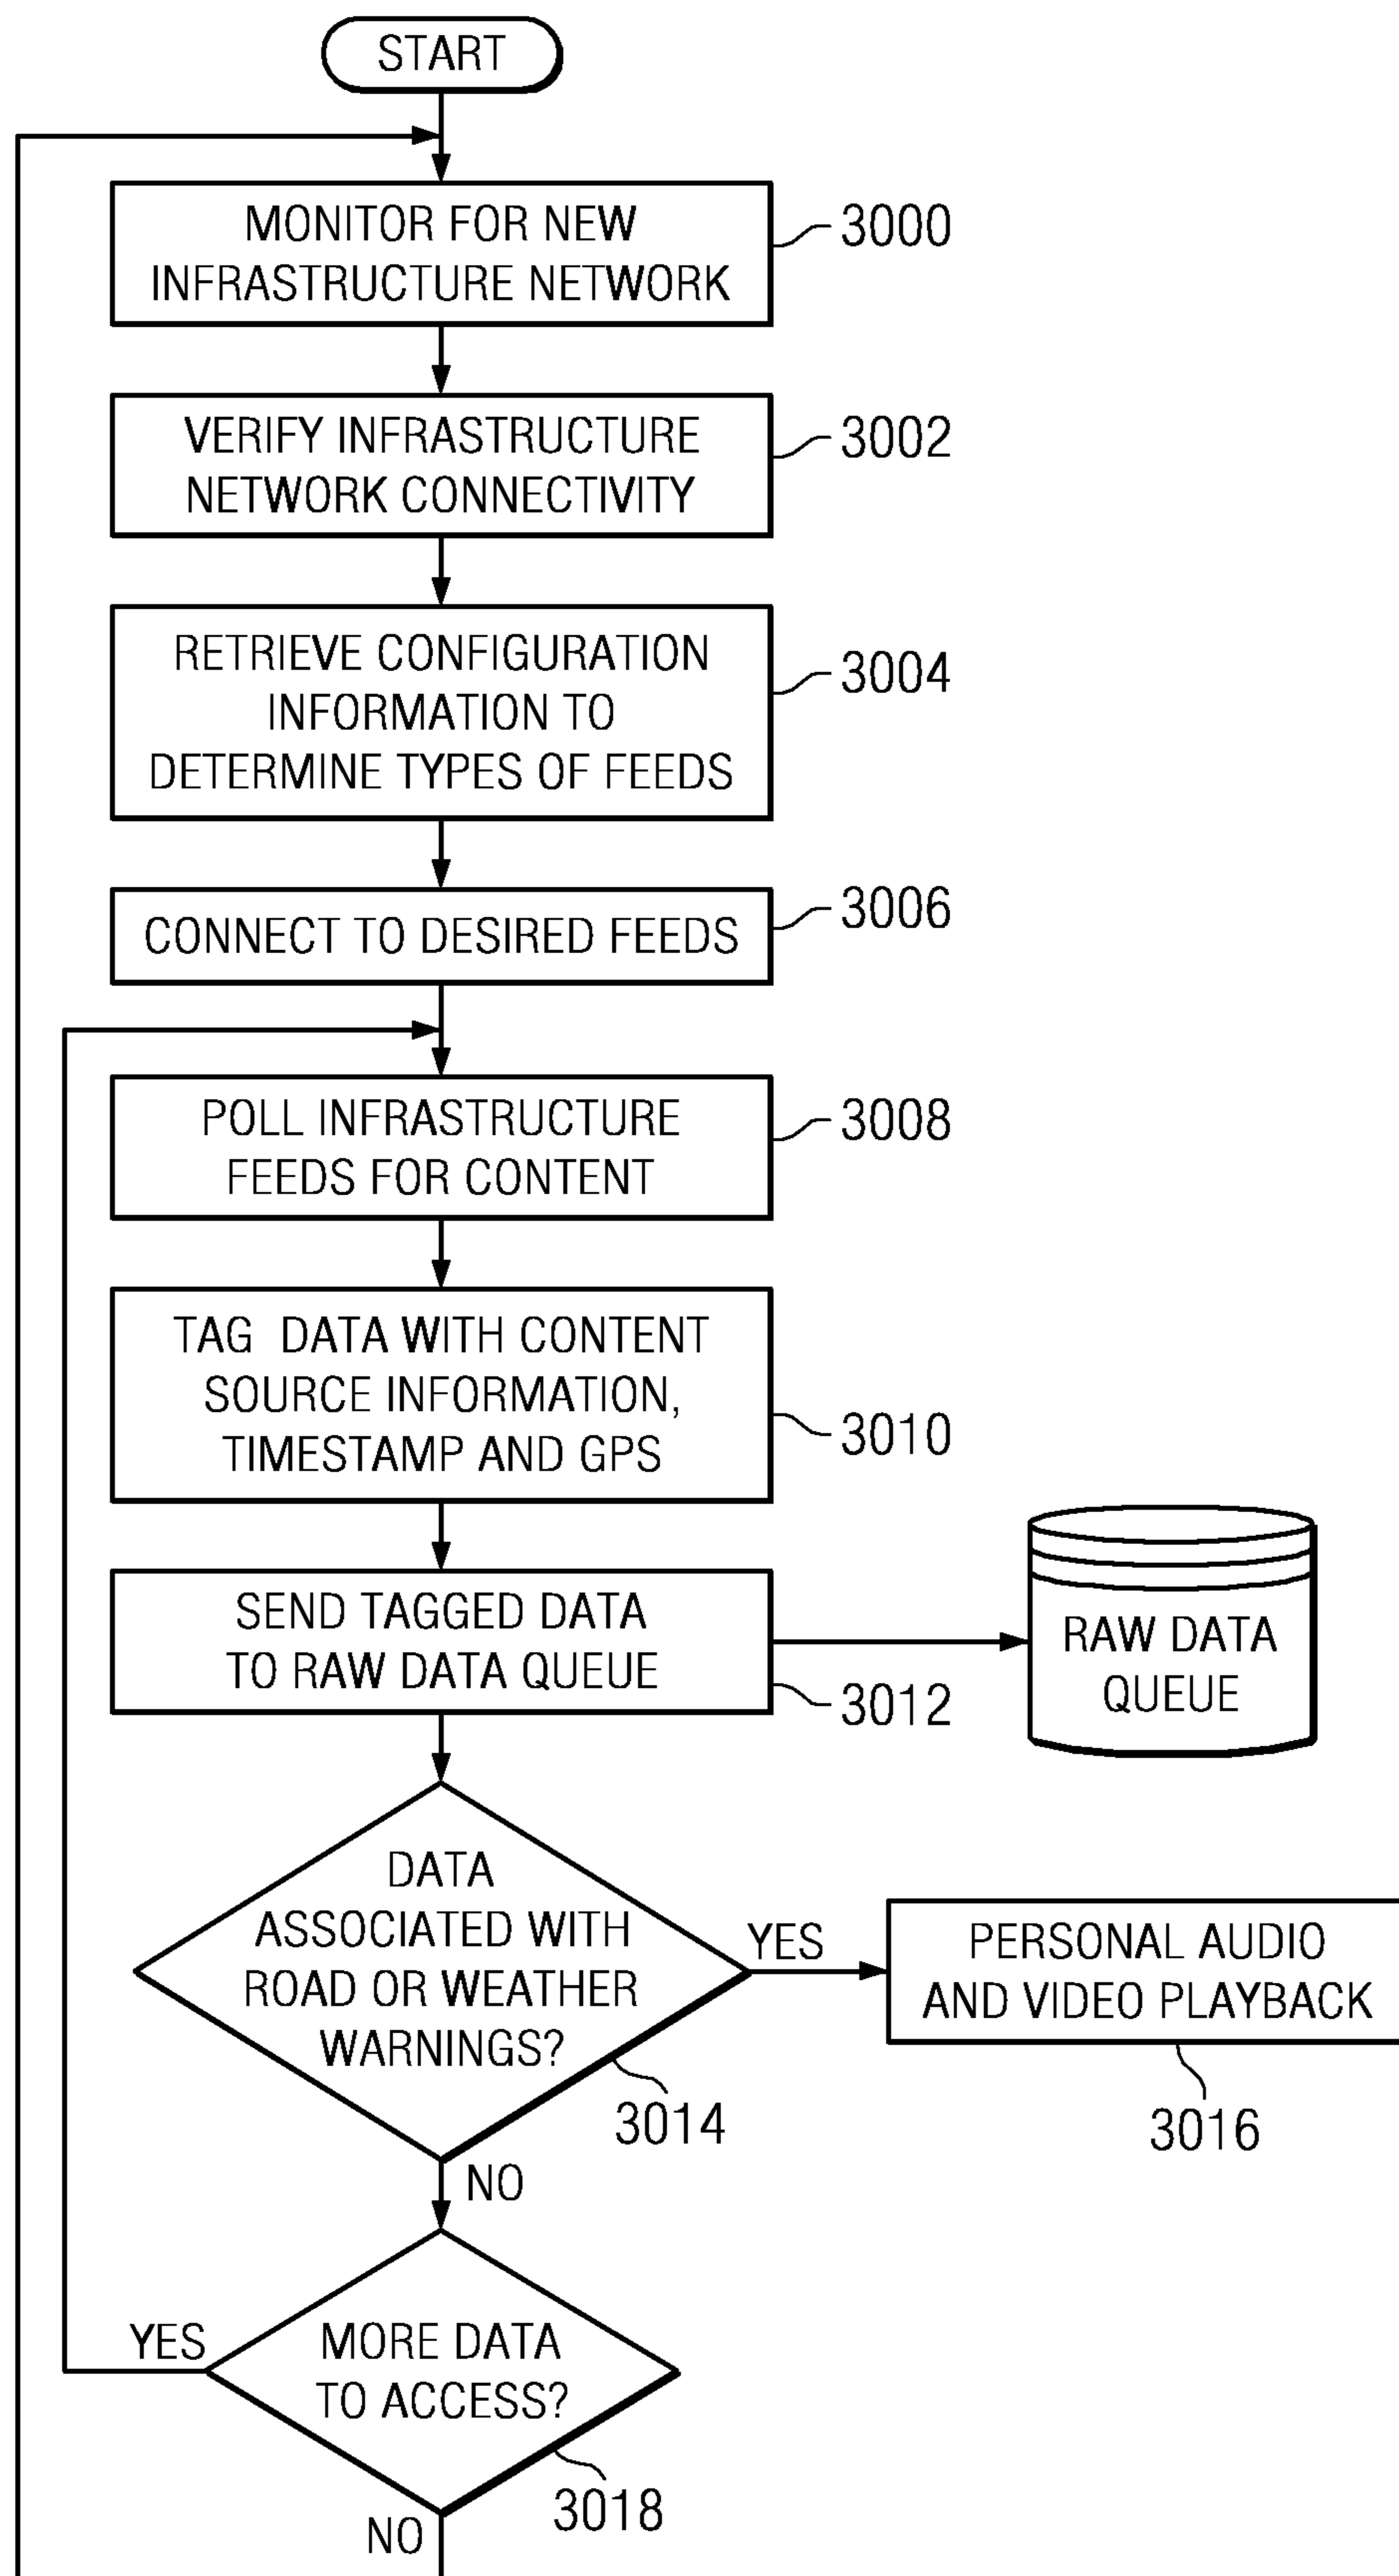 START
MONITOR FOR NEW
INFRASTRUCTURE NETWORK
3000
VERIFY INFRASTRUCTURE
NETWORK CONNECTIVITY
3002
RETRIEVE CONFIGURATION
INFORMATION TO
DETERMINE TYPES OF FEEDS
3004
CONNECT TO DESIRED FEEDS
3006
POLL INFRASTRUCTURE
FEEDS FOR CONTENT
3008
TAG DATA WITH CONTENT
SOURCE INFORMATION,
TIMESTAMP AND GPS
3010
SEND TAGGED DATA
TO RAW DATA QUEUE
3012
RAW DATA
QUEUE
DATA
ASSOCIATED WITH
ROAD OR WEATHER
WARNINGS?
3014
YES
PERSONAL AUDIO
AND VIDEO PLAYBACK
3016
NO
YES
MORE DATA
TO ACCESS?
3018
NO